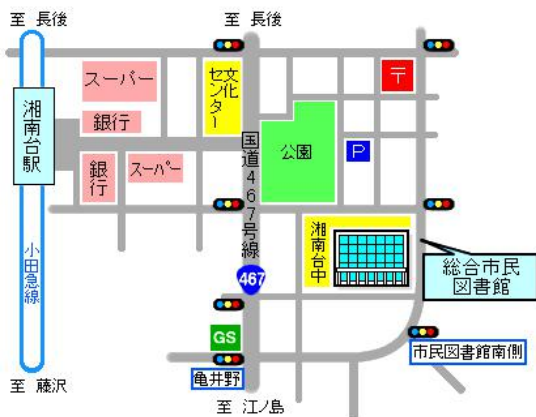 至 長後
至 長後
スーパー
文化
センター
〒
湘南台駅
銀行
公園
P
国道467号線
銀行
スーパー
小田急線
湘南台中
総合市民
図書館
467
GS
市民図書館南側
亀井野
至 藤沢
至 江ノ島